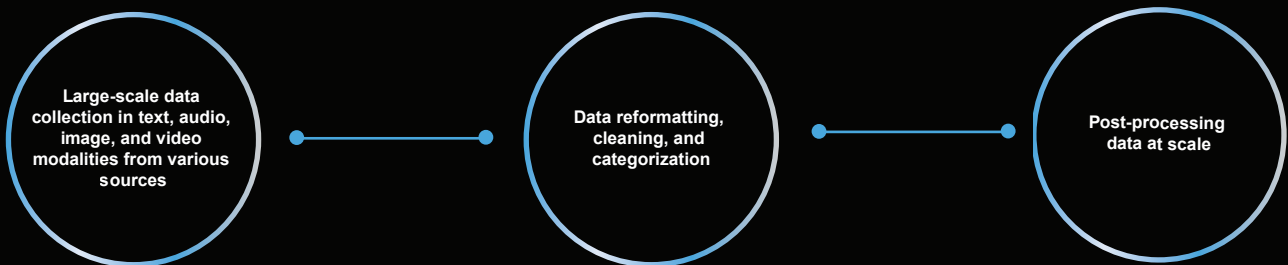 Large-scale data
collection in text, audio,
image, and video
modalities from various
sources
Data reformatting,
cleaning, and
categorization
Post-processing
data at scale